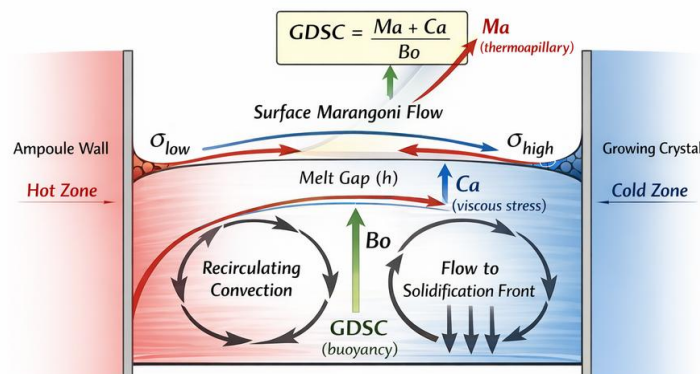 GDSC = Ma + Ca
Bo
Ma
(thermoapillary)
Surface Marangoni Flow
σlow
σhigh
Ampoule Wall
Growing Crystal
Melt Gap (h)
Hot Zone
Ca
(viscous stress)
Cold Zone
Bo
Recirculating
Convection
Flow to
Solidification Front
GDSC
(buoyancy)